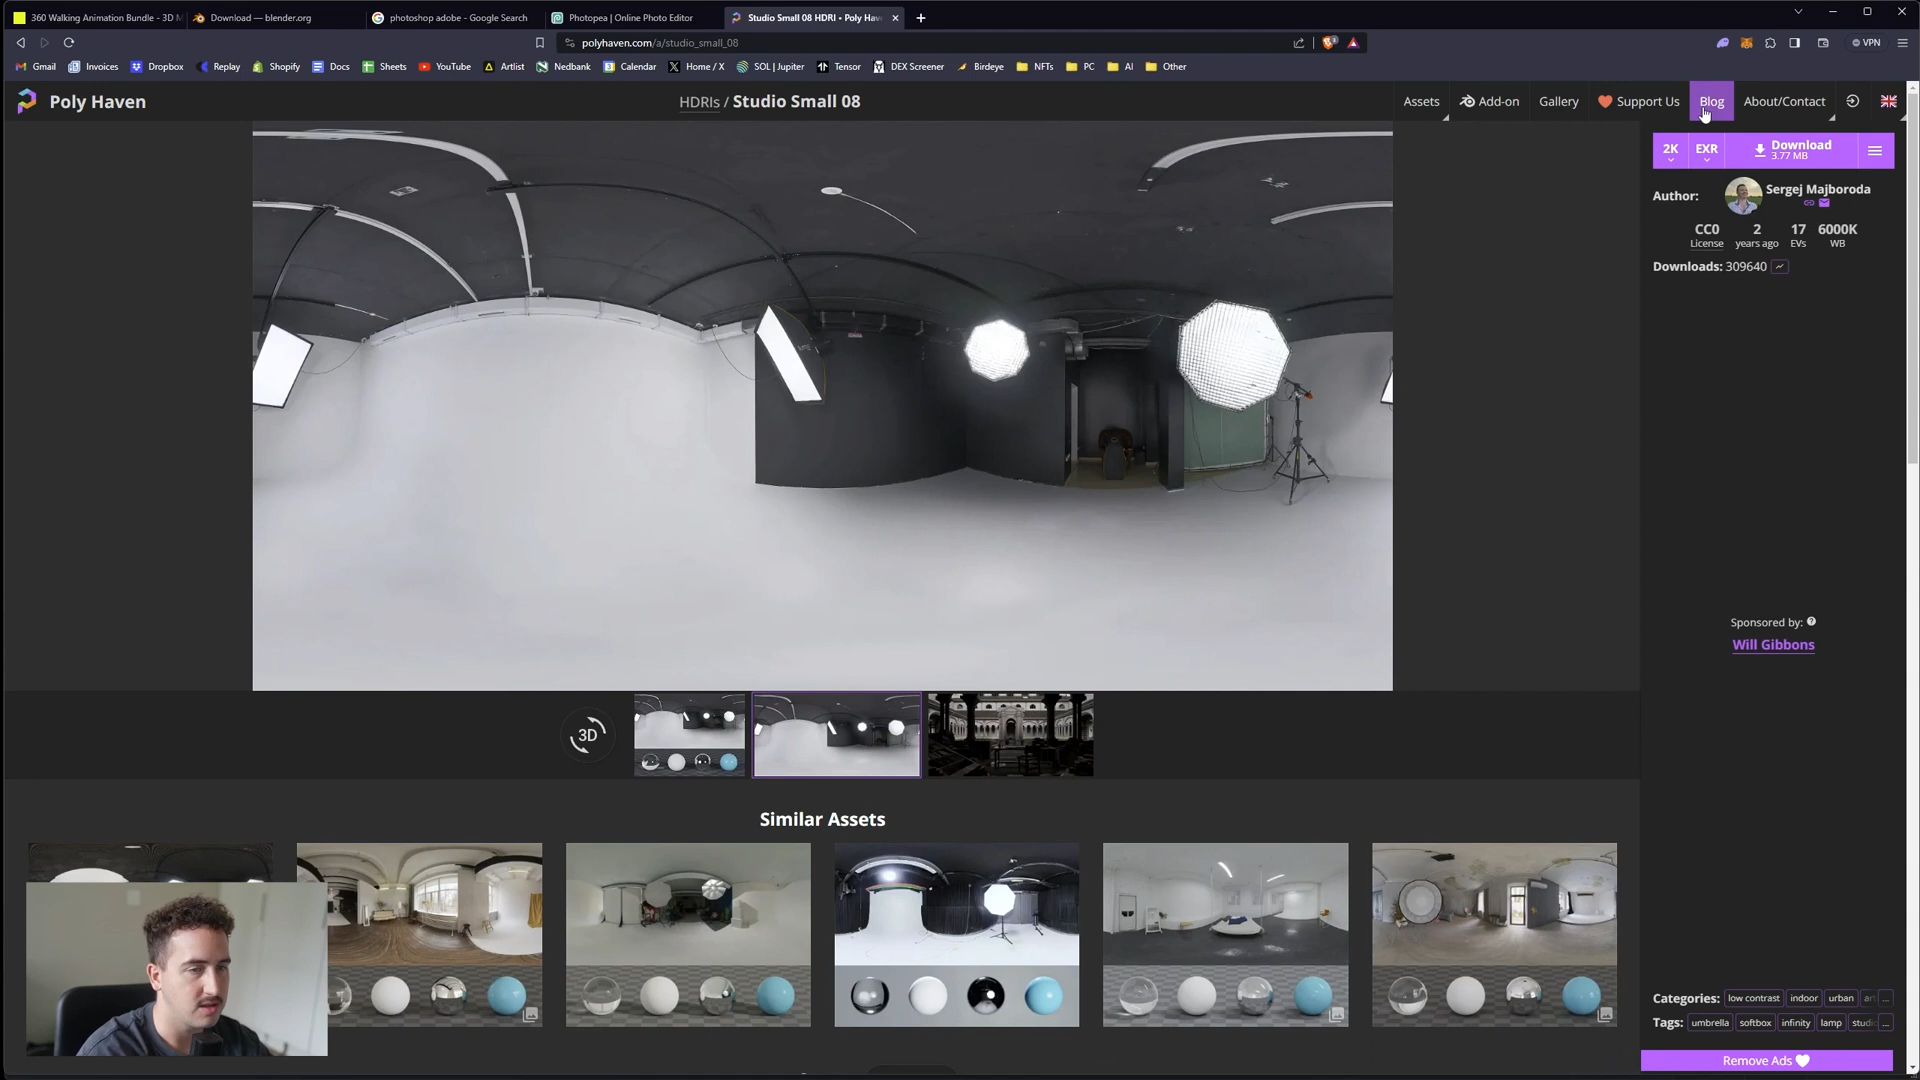 360 Walking Animation Bundle - 3D M
Download — blender.org
photoshop adobe - Google Search
Photopea | Online Photo Editor
Studio Small 08 HDRI • Poly Hav
polyhaven.com/a/studio_small_08
VPN
Gmail
Invoices
Dropbox
Replay
Shopify
Docs
Sheets
YouTube
Artlist
Nedbank
Calendar
Home / X
SOL | Jupiter
Tensor
DEX Screener
Birdeye
NFTs
PC
AI
Other
Poly Haven
HDRIs / Studio Small 08
Assets
Add-on
Gallery
Support Us
Blog
About/Contact
2K
EXR
Download
3.77 MB
Author:
Sergej Majboroda
CC0
License
2
years ago
17
EVs
6000K
WB
Downloads: 309640
Sponsored by:
Will Gibbons
3D
Similar Assets
Categories: low contrast indoor urban ar ...
Tags: umbrella softbox infinity lamp studi ...
Remove Ads